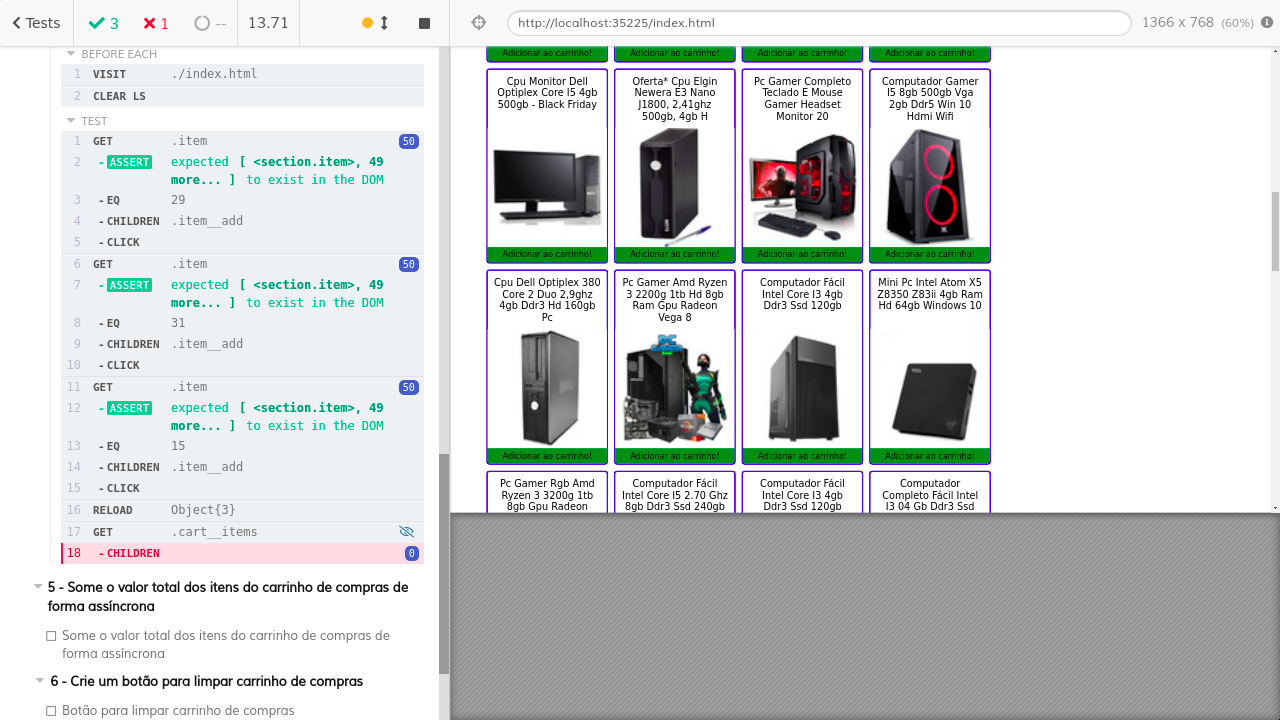 Tests
3
1
--
13.71
http://localhost:35225/index.html
1366 x 768 (60%)
BEFORE EACH
1 VISIT ./index.html
2 CLEAR LS
TEST
1 GET .item 50
2 - ASSERT expected [ <section.item>, 49
more... ] to exist in the DOM
3 - EQ 29
4 - CHILDREN .item__add
5 - CLICK
6 GET .item 50
7 - ASSERT expected [ <section.item>, 49
more... ] to exist in the DOM
8 - EQ 31
9 - CHILDREN .item__add
10 - CLICK
11 GET .item 50
12 - ASSERT expected [ <section.item>, 49
more... ] to exist in the DOM
13 - EQ 15
14 - CHILDREN .item__add
15 - CLICK
16 RELOAD Object{3}
17 GET .cart__items
18 - CHILDREN 0
5 - Some o valor total dos itens do carrinho de compras de
forma assíncrona
Some o valor total dos itens do carrinho de compras de
forma assíncrona
6 - Crie um botão para limpar carrinho de compras
Botão para limpar carrinho de compras
Adicionar ao carrinho! Adicionar ao carrinho! Adicionar ao carrinho! Adicionar ao carrinho!
Cpu Monitor Dell
Optiplex Core I5 4gb
500gb - Black Friday
Oferta* Cpu Elgin
Newera E3 Nano
J1800, 2,41ghz
500gb, 4gb H
Pc Gamer Completo
Teclado E Mouse
Gamer Headset
Monitor 20
Computador Gamer
I5 8gb 500gb Vga
2gb Ddr5 Win 10
Hdmi Wifi
Adicionar ao carrinho! Adicionar ao carrinho! Adicionar ao carrinho! Adicionar ao carrinho!
Cpu Dell Optiplex 380
Core 2 Duo 2,9ghz
4gb Ddr3 Hd 160gb
Pc
Pc Gamer Amd Ryzen
3 2200g 1tb Hd 8gb
Ram Gpu Radeon
Vega 8
Computador Fácil
Intel Core I3 4gb
Ddr3 Ssd 120gb
Mini Pc Intel Atom X5
Z8350 Z83ii 4gb Ram
Hd 64gb Windows 10
Adicionar ao carrinho! Adicionar ao carrinho! Adicionar ao carrinho! Adicionar ao carrinho!
Pc Gamer Rgb Amd
Ryzen 3 3200g 1tb
8gb Gpu Radeon
Computador Fácil
Intel Core I5 2.70 Ghz
8gb Ddr3 Ssd 240gb
Computador Fácil
Intel Core I3 4gb
Ddr3 Ssd 120gb
Computador
Completo Fácil Intel
I3 04 Gb Ddr3 Ssd